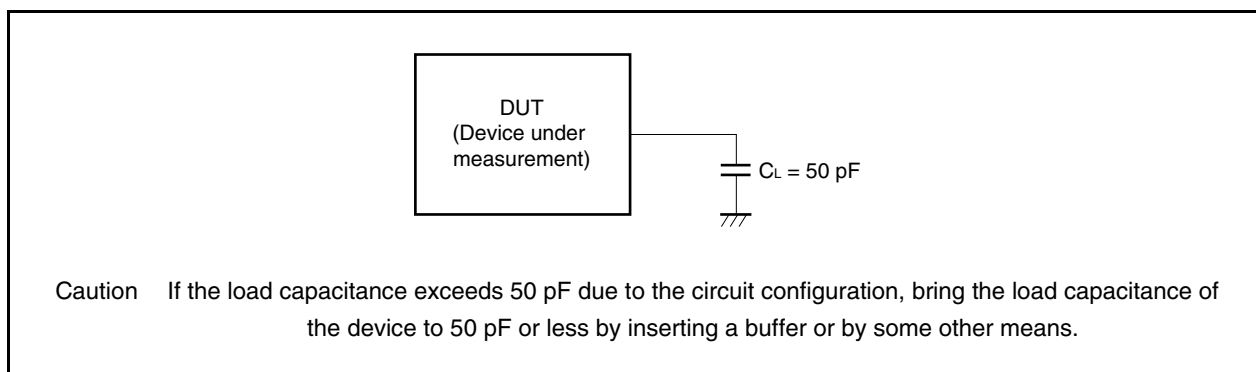 DUT
(Device under
measurement)
CL = 50 pF
Caution If the load capacitance exceeds 50 pF due to the circuit configuration, bring the load capacitance of
the device to 50 pF or less by inserting a buffer or by some other means.